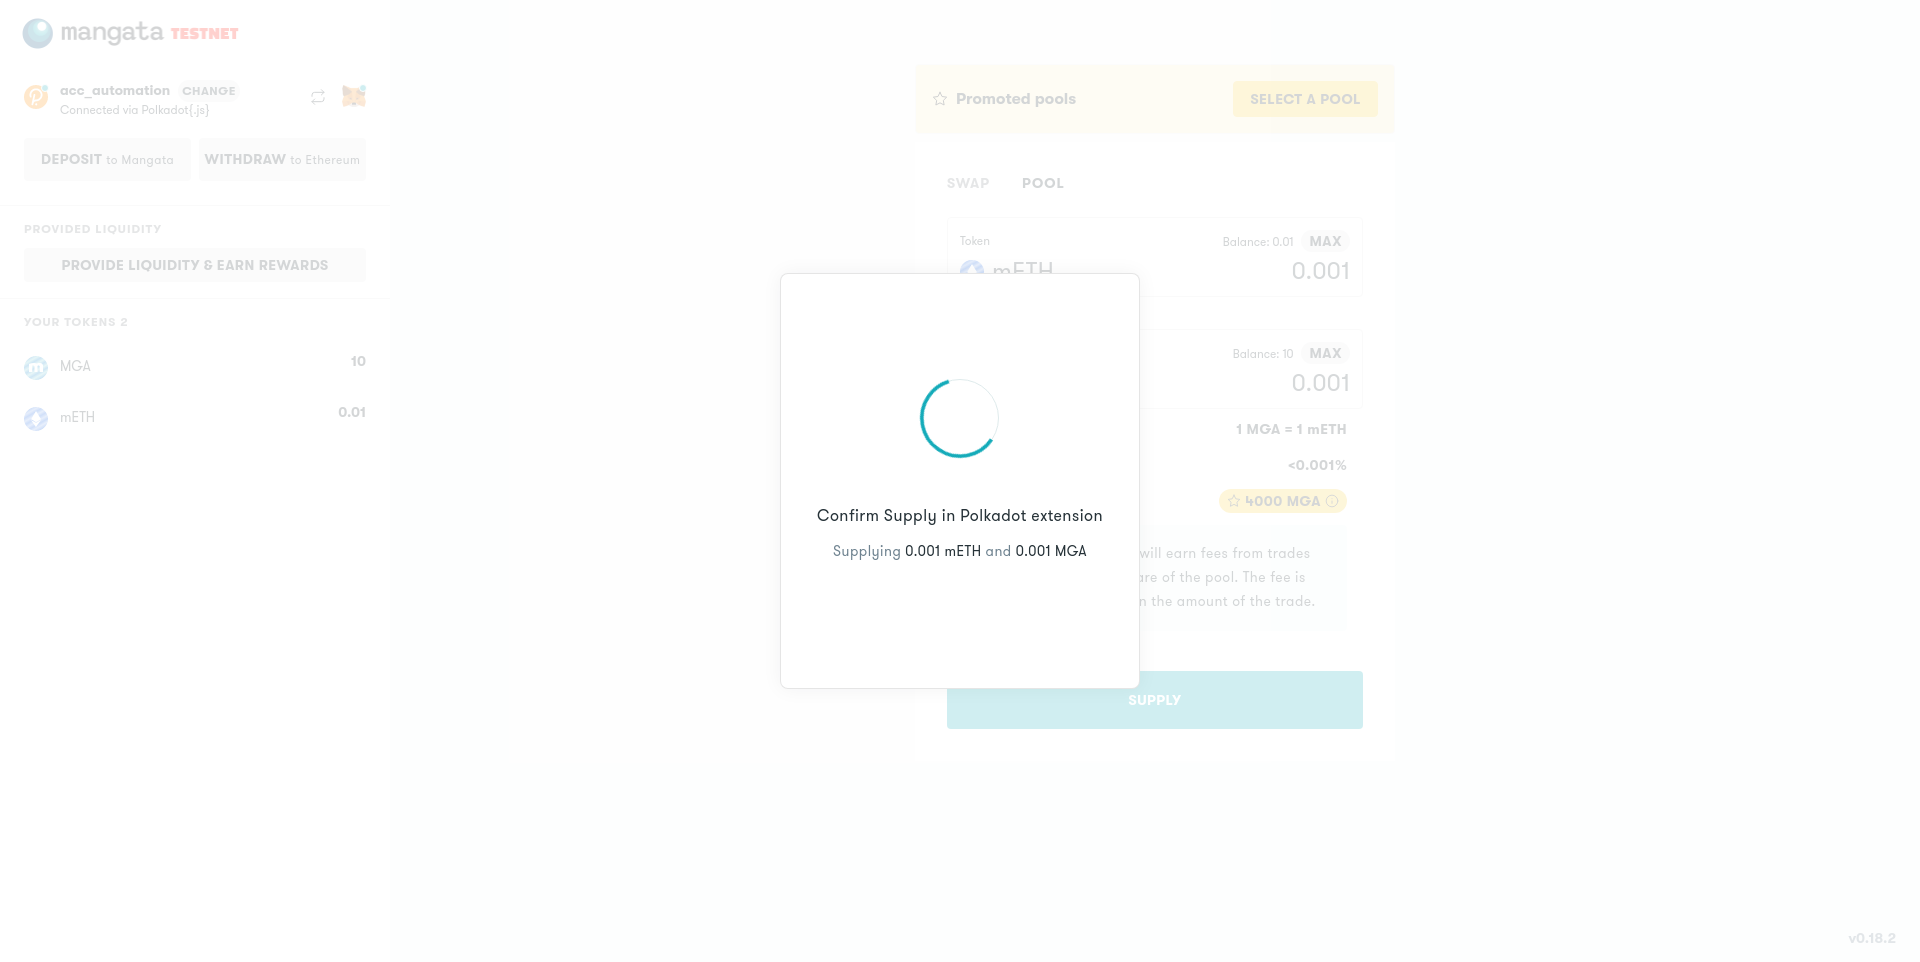 mangata TESTNET
acc_automation CHANGE
Connected via Polkadot{.js}
DEPOSIT to Mangata
WITHDRAW to Ethereum
PROVIDED LIQUIDITY
PROVIDE LIQUIDITY & EARN REWARDS
YOUR TOKENS 2
MGA 10
mETH 0.01
Promoted pools
SELECT A POOL
SWAP POOL
Token
Balance: 0.01 MAX
mETH 0.001
Balance: 10 MAX
0.001
1 MGA = 1 mETH
<0.001%
4000 MGA
will earn fees from trades
of the pool. The fee is
the amount of the trade.
Confirm Supply in Polkadot extension
Supplying 0.001 mETH and 0.001 MGA
SUPPLY
v0.18.2